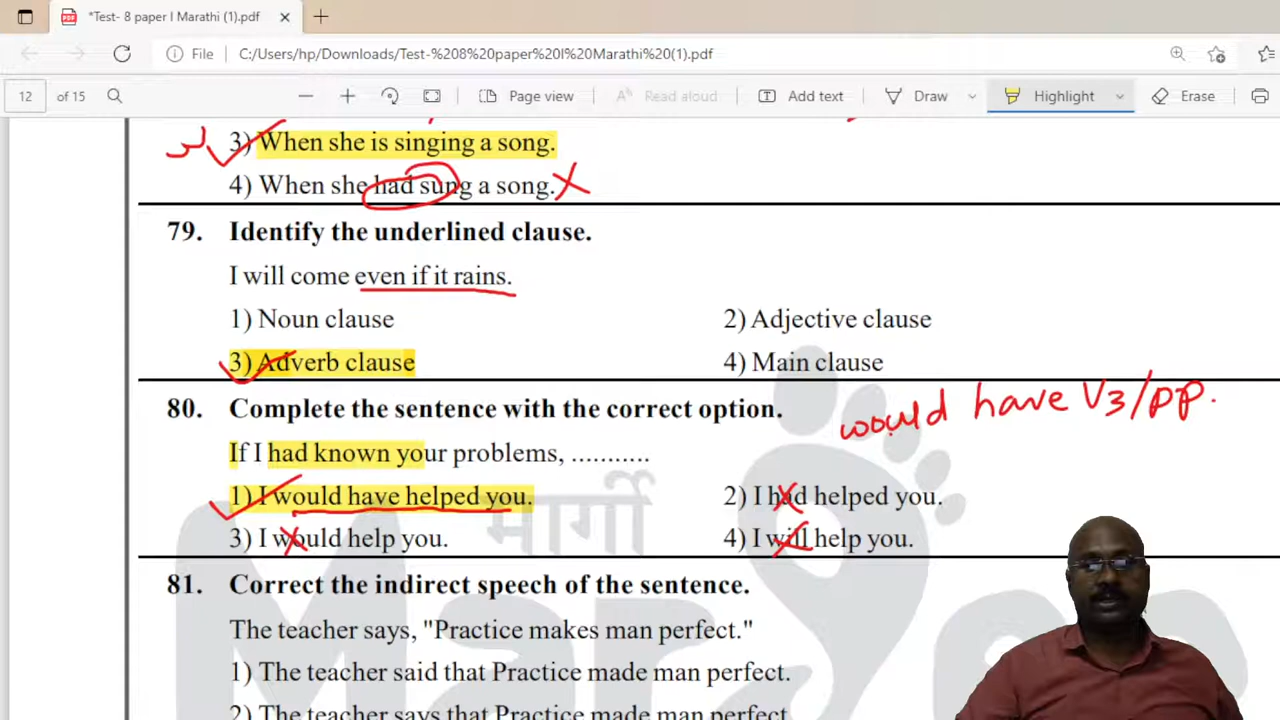 *Test- 8 paper I Marathi (1).pdf
File C:/Users/hp/Downloads/Test-%208%20paper%20I%20Marathi%20(1).pdf
12 of 15 Page view Read aloud Add text Draw Highlight Erase
3) When she is singing a song.
4) When she had sung a song.
79. Identify the underlined clause.
I will come even if it rains.
1) Noun clause 2) Adjective clause
3) Adverb clause 4) Main clause
would have V3/pp.
80. Complete the sentence with the correct option.
If I had known your problems, ...........
1) I would have helped you. 2) I had helped you.
3) I would help you. 4) I will help you.
मार्गा
81. Correct the indirect speech of the sentence.
The teacher says, "Practice makes man perfect."
1) The teacher said that Practice made man perfect.
2) The teacher says that Practice made man perfect.